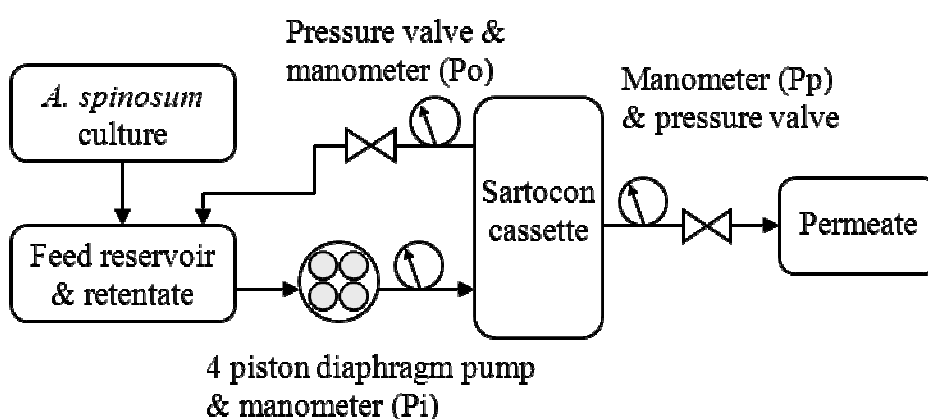 Pressure valve &
manometer (Po)
Manometer (Pp)
& pressure valve
A. spinosum
culture
Sartocon
cassette
Permeate
Feed reservoir
& retentate
4 piston diaphragm pump
& manometer (Pi)